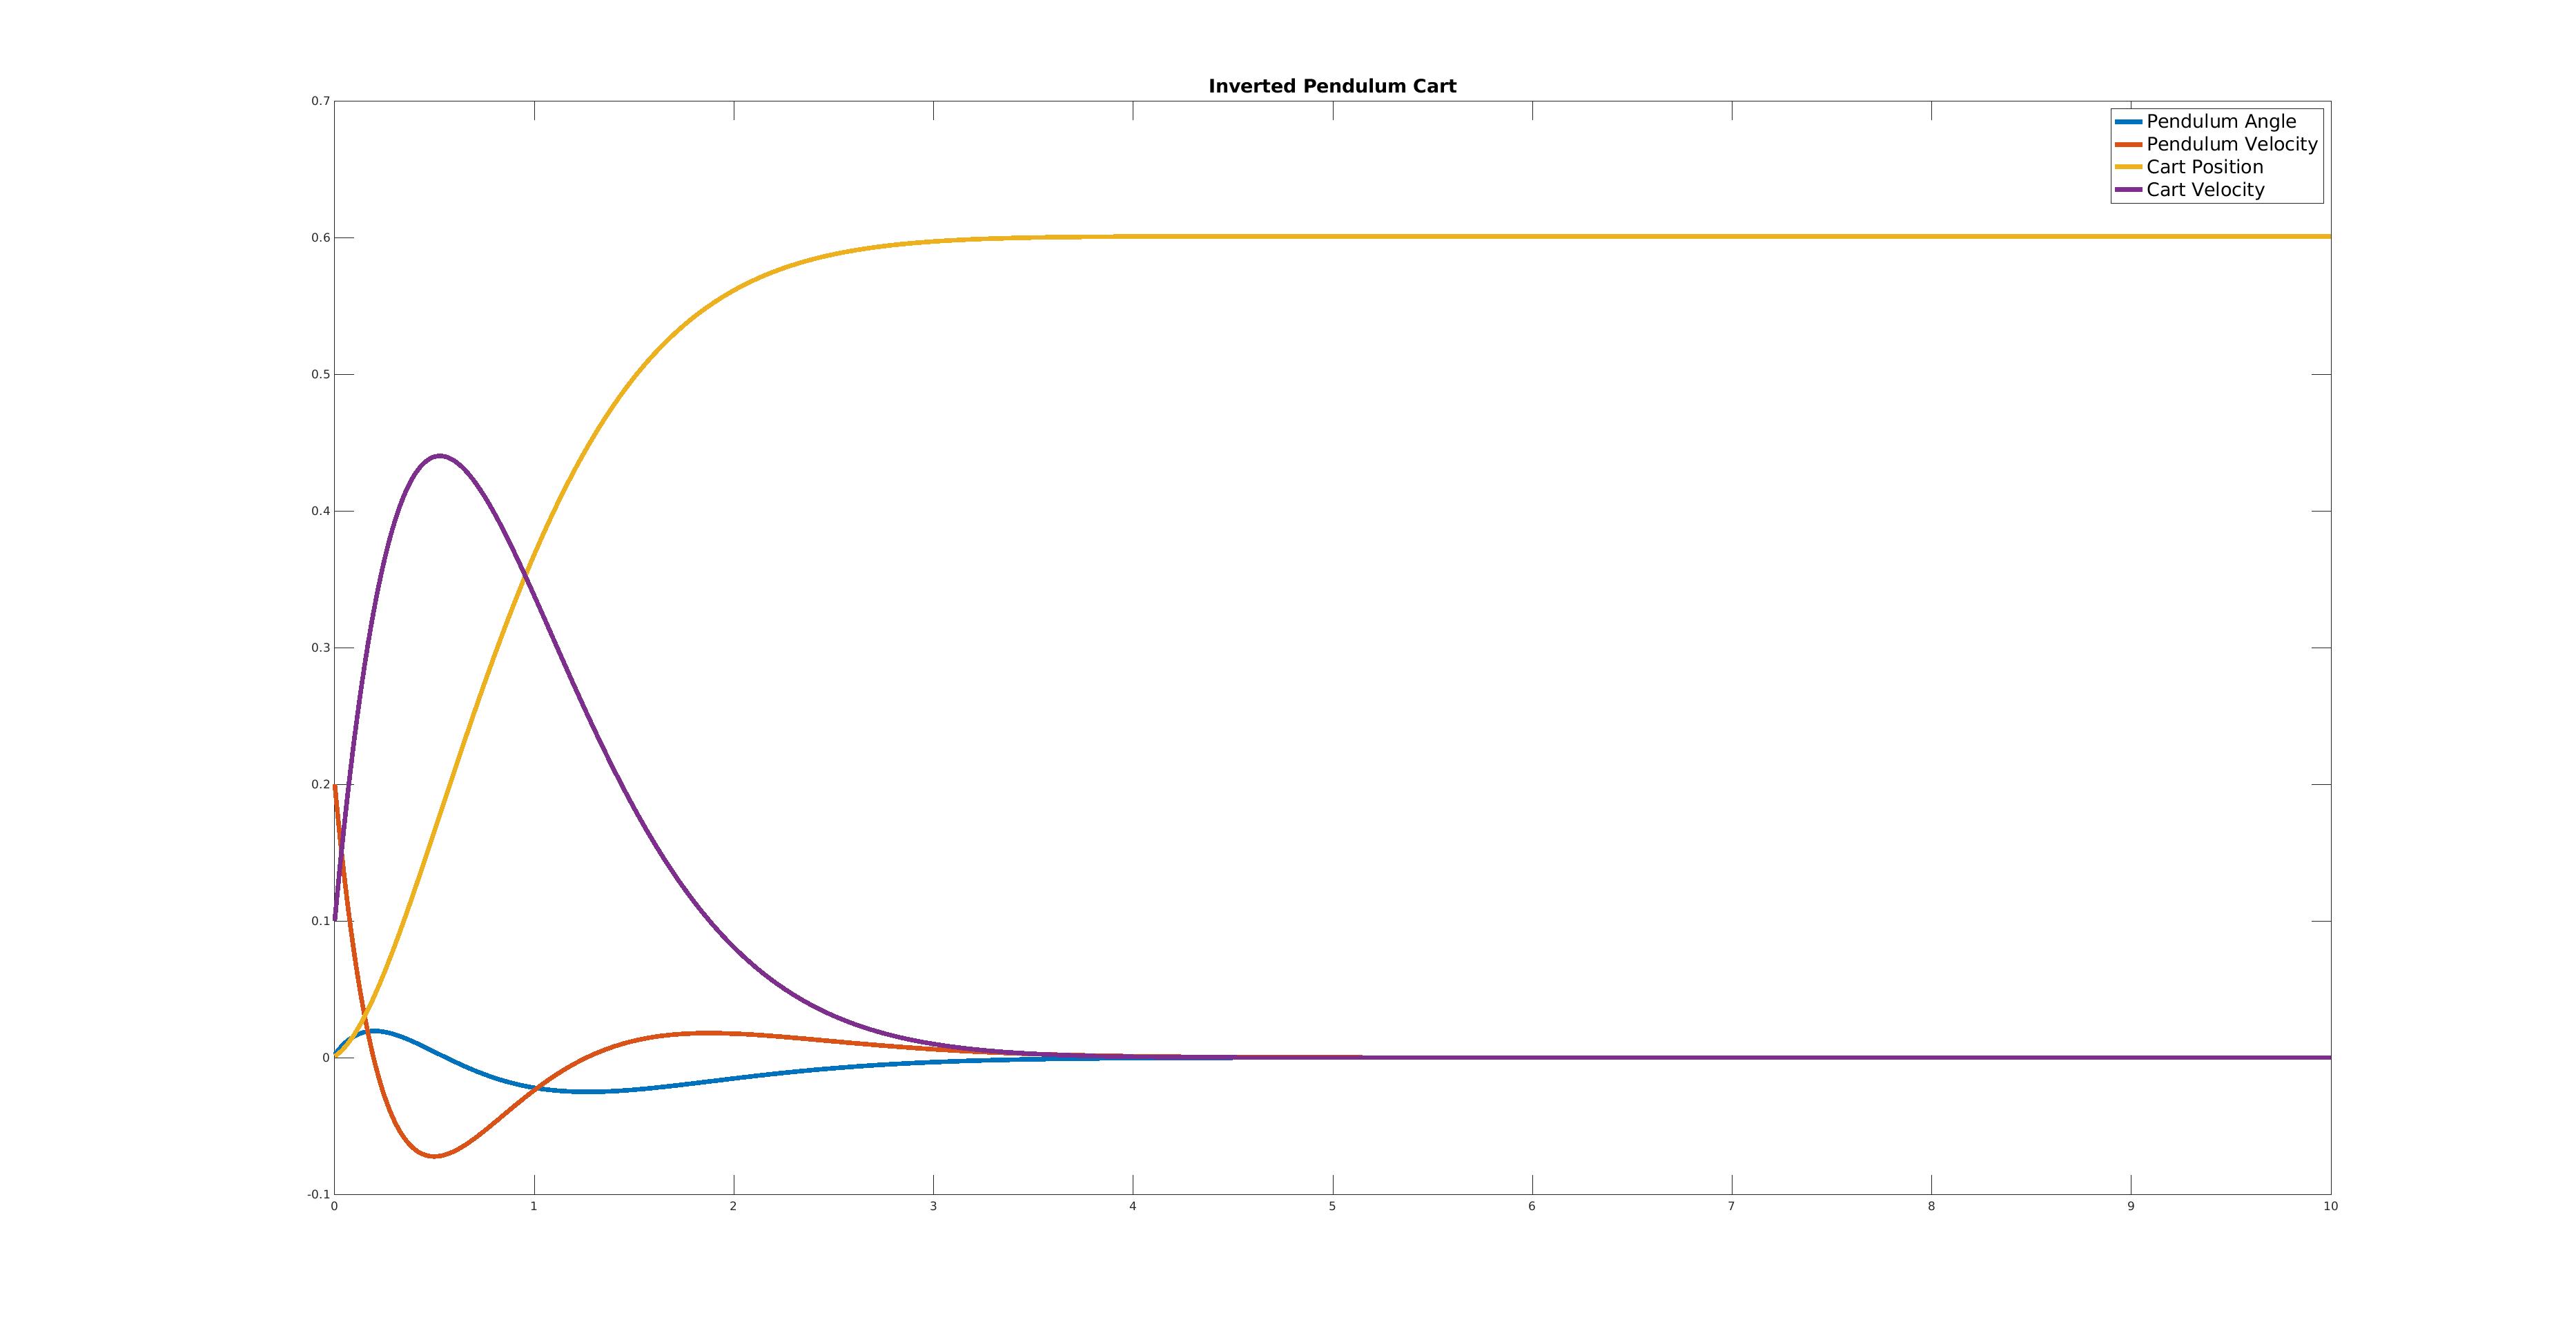 Inverted Pendulum Cart
Pendulum Angle
Pendulum Velocity
Cart Position
Cart Velocity
0.7
0.6
0.5
0.4
0.3
0.2
0.1
0
-0.1
0 1 2 3 4 5 6 7 8 9 10